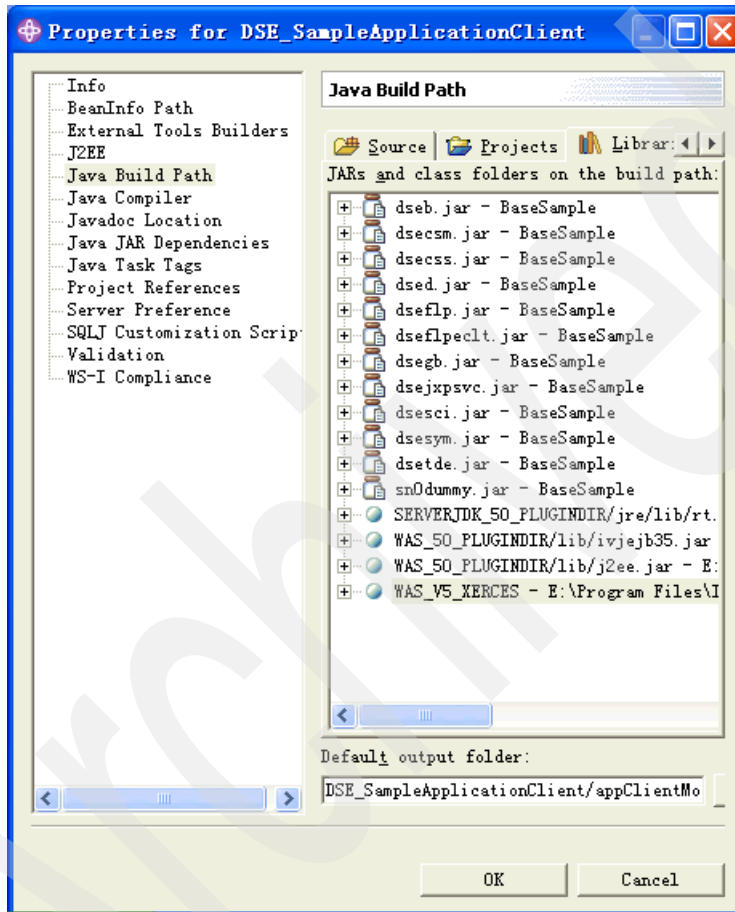 Properties for DSE_SampleApplicationClient
Info
BeanInfo Path
External Tools Builders
J2EE
Java Build Path
Java Compiler
Javadoc Location
Java JAR Dependencies
Java Task Tags
Project References
Server Preference
SQLJ Customization Scrip
Validation
WS-I Compliance
Java Build Path
Source
Projects
Librar
JARs and class folders on the build path:
dseb.jar - BaseSample
dsecsm.jar - BaseSample
dsecss.jar - BaseSample
dsed.jar - BaseSample
dseflp.jar - BaseSample
dseflpeclt.jar - BaseSample
dsegb.jar - BaseSample
dsejxpsvc.jar - BaseSample
dsesci.jar - BaseSample
dsesym.jar - BaseSample
dsetde.jar - BaseSample
sn0dummy.jar - BaseSample
SERVERJDK_50_PLUGINDIR/jre/lib/rt.
WAS_50_PLUGINDIR/lib/ivjejb35.jar
WAS_50_PLUGINDIR/lib/j2ee.jar - E:
WAS_V5_XERCES - E:\Program Files\I
Default output folder:
DSE_SampleApplicationClient/appClientMo
OK
Cancel